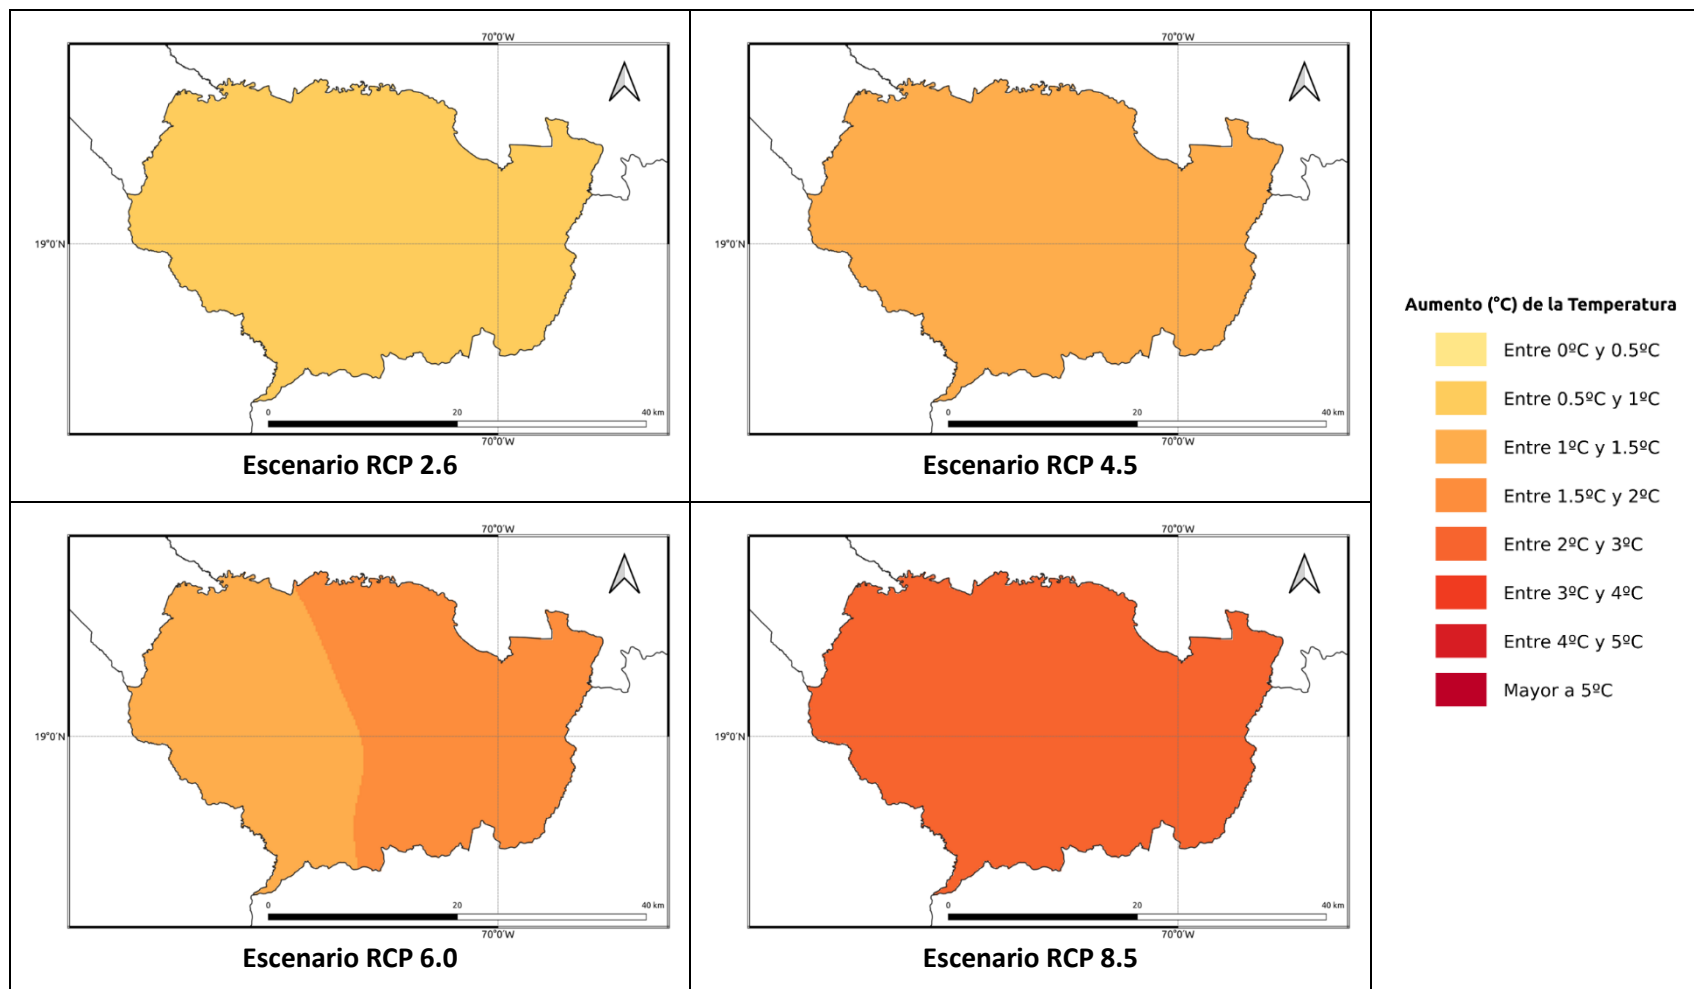 70°0'W
19°0'N
0 20 40 km
70°0'W
Escenario RCP 2.6
70°0'W
19°0'N
0 20 40 km
70°0'W
Escenario RCP 4.5
70°0'W
19°0'N
0 20 40 km
70°0'W
Escenario RCP 6.0
70°0'W
19°0'N
0 20 40 km
70°0'W
Escenario RCP 8.5
Aumento (°C) de la Temperatura
Entre 0ºC y 0.5ºC
Entre 0.5ºC y 1ºC
Entre 1ºC y 1.5ºC
Entre 1.5ºC y 2ºC
Entre 2ºC y 3ºC
Entre 3ºC y 4ºC
Entre 4ºC y 5ºC
Mayor a 5ºC